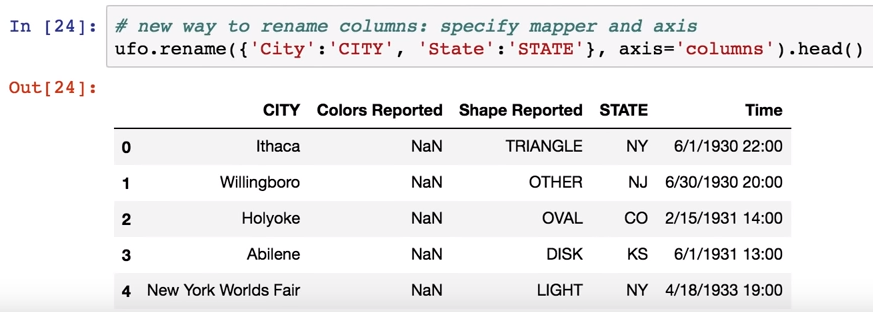 In [24]: # new way to rename columns: specify mapper and axis
ufo.rename({'City':'CITY', 'State':'STATE'}, axis='columns').head()
Out[24]:
CITY Colors Reported Shape Reported STATE Time
0 Ithaca NaN TRIANGLE NY 6/1/1930 22:00
1 Willingboro NaN OTHER NJ 6/30/1930 20:00
2 Holyoke NaN OVAL CO 2/15/1931 14:00
3 Abilene NaN DISK KS 6/1/1931 13:00
4 New York Worlds Fair NaN LIGHT NY 4/18/1933 19:00